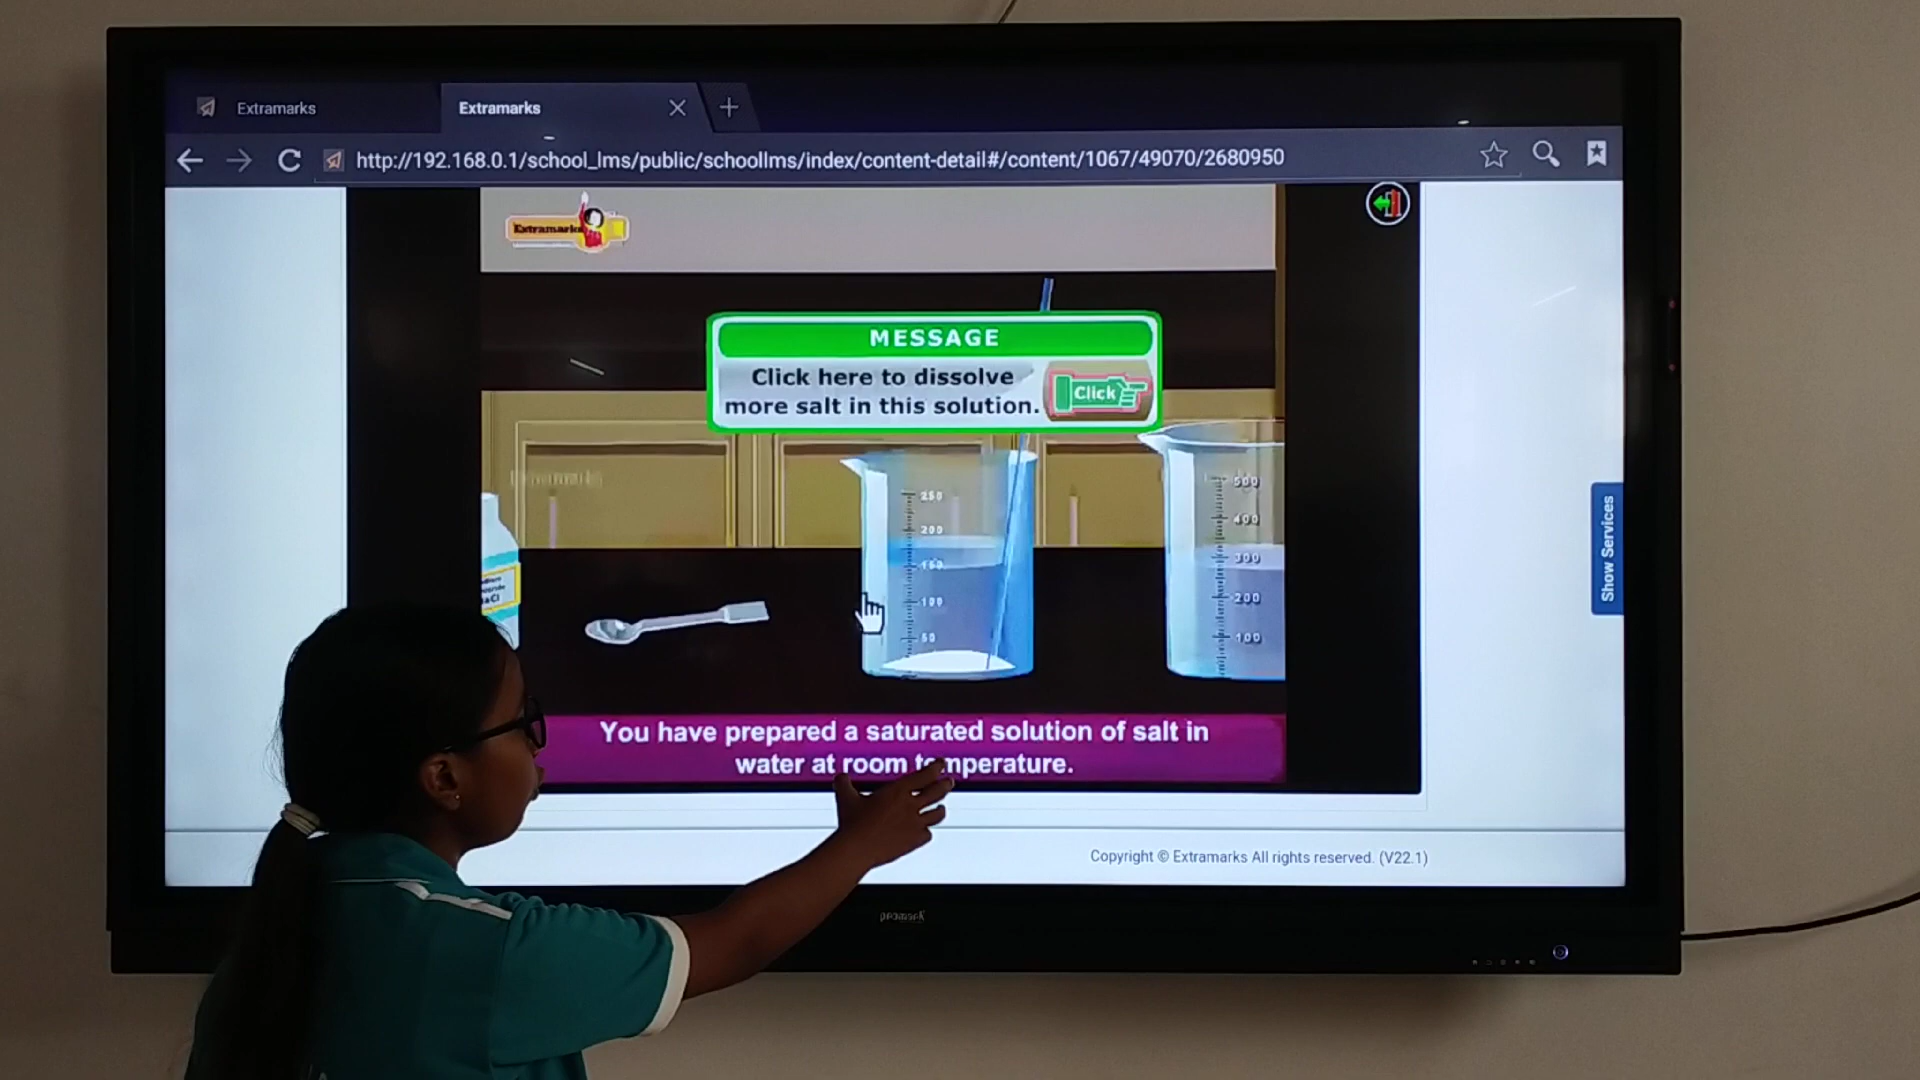 Extramarks
Extramarks
http://192.168.0.1/school_lms/public/schoollms/index/content-detail#/content/1067/49070/2680950
Extramarks
MESSAGE
Click here to dissolve
more salt in this solution.
Click
250
200
150
100
50
500
400
300
200
100
Show Services
You have prepared a saturated solution of salt in
water at room temperature.
Copyright © Extramarks All rights reserved. (V22.1)